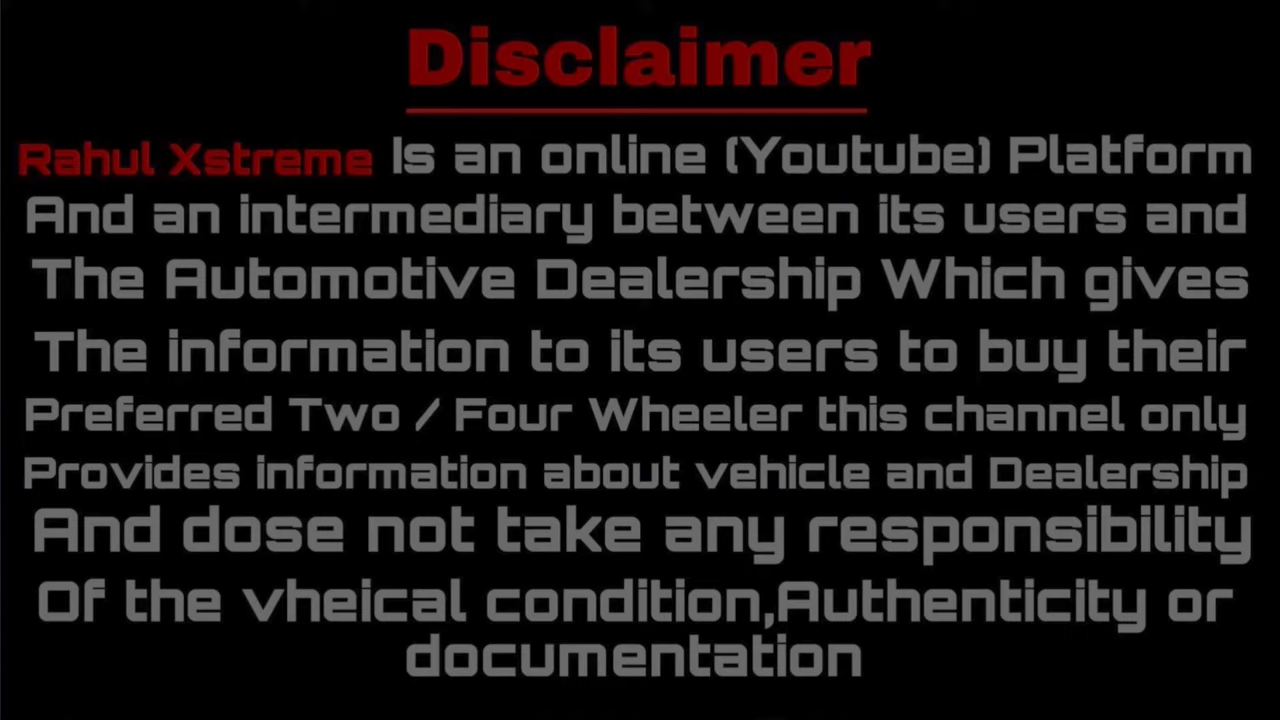 Disclaimer
Rahul Xstreme Is an online (Youtube) Platform
And an intermediary between its users and
The Automotive Dealership Which gives
The information to its users to buy their
Preferred Two / Four Wheeler this channel only
Provides information about vehicle and Dealership
And dose not take any responsibility
Of the vheical condition,Authenticity or
documentation